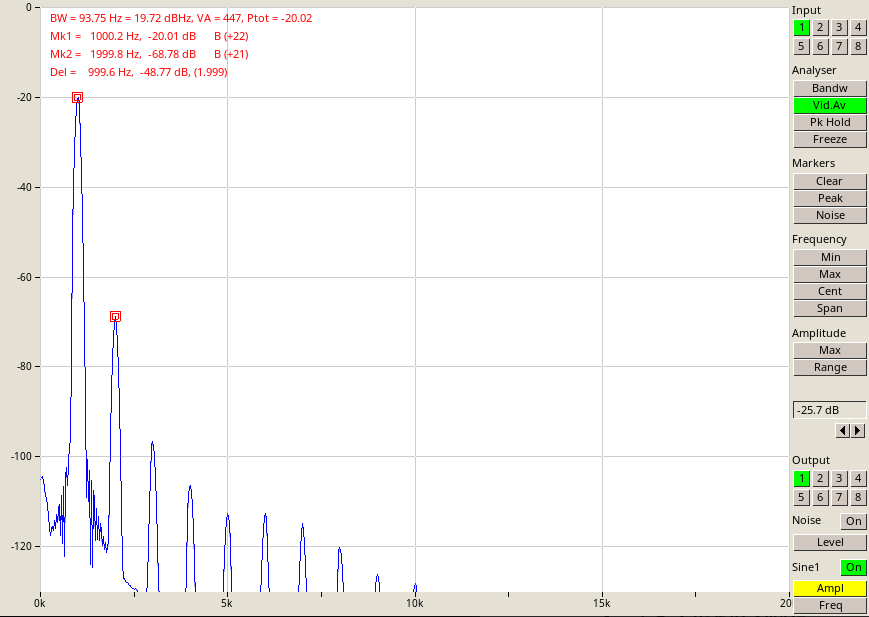 BW = 93.75 Hz = 19.72 dBHz, VA = 447, Ptot = -20.02
Mk1 = 1000.2 Hz, -20.01 dB B (+22)
Mk2 = 1999.8 Hz, -68.78 dB B (+21)
Del = 999.6 Hz, -48.77 dB, (1.999)
0
-20
-40
-60
-80
-100
-120
0k 5k 10k 15k 20
Input
1 2 3 4
5 6 7 8
Analyser
Bandw
Vid.Av
Pk Hold
Freeze
Markers
Clear
Peak
Noise
Frequency
Min
Max
Cent
Span
Amplitude
Max
Range
-25.7 dB
Output
1 2 3 4
5 6 7 8
Noise On
Level
Sine1 On
Ampl
Freq